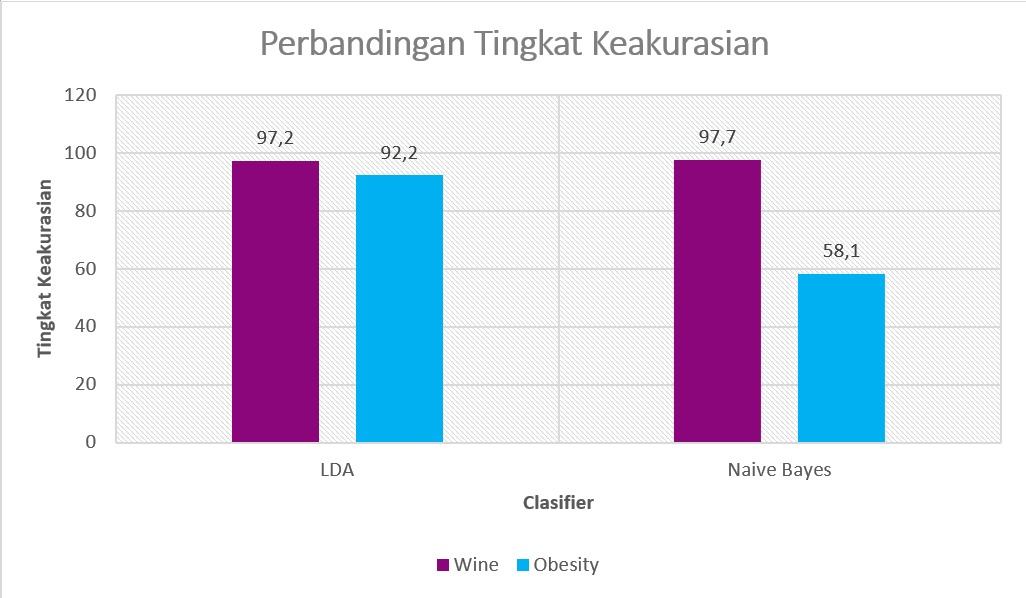 Perbandingan Tingkat Keakurasian
Tingkat Keakurasian
120
100
80
60
40
20
0
97,2
92,2
97,7
58,1
LDA
Naive Bayes
Clasifier
Wine
Obesity